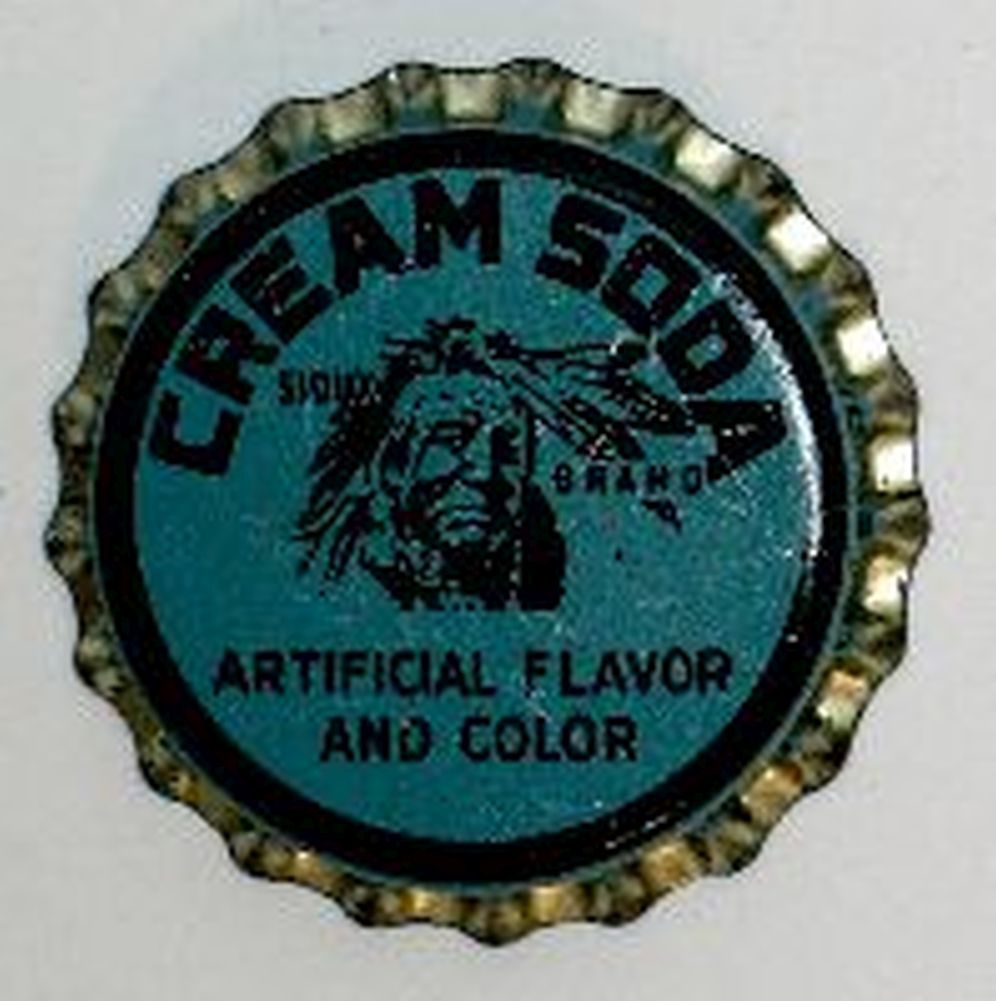 CREAM SODA
SIOUX
BRAND
ARTIFICIAL FLAVOR
AND COLOR